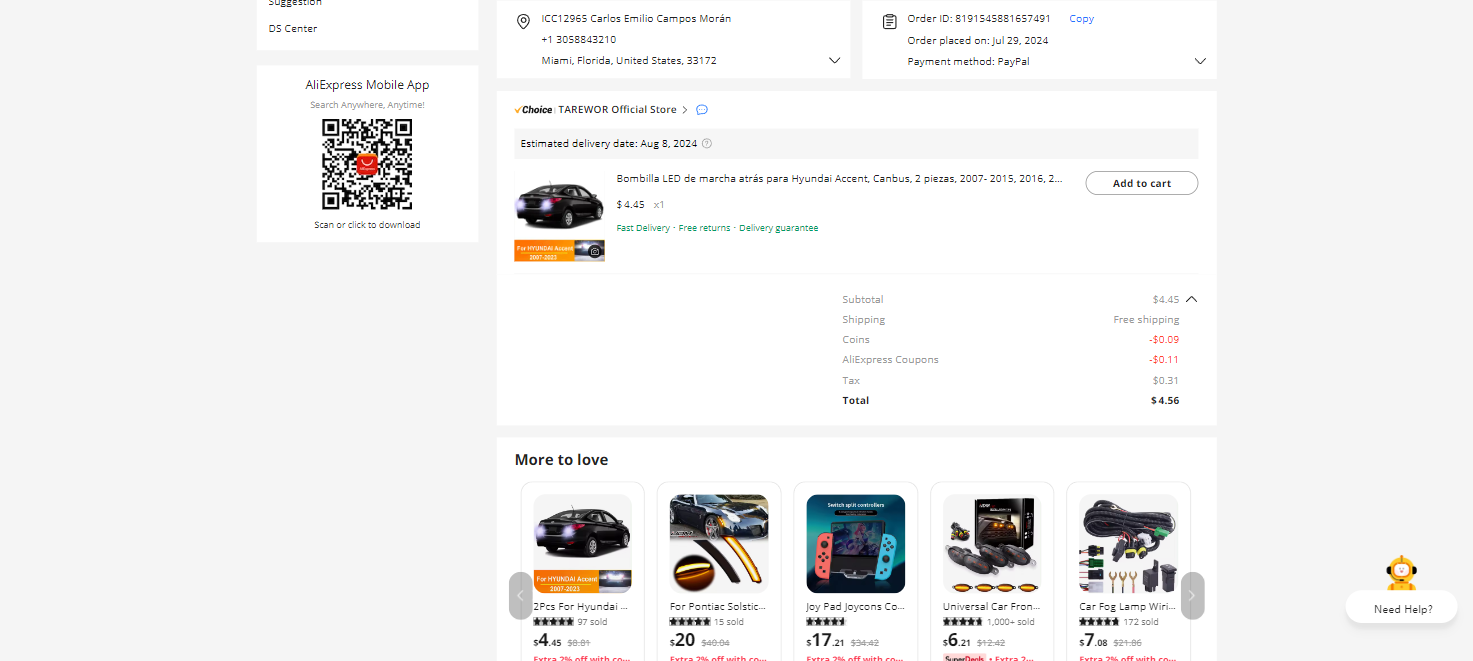 Suggestion
DS Center
AliExpress Mobile App
Search Anywhere, Anytime!
Scan or click to download
ICC12965 Carlos Emilio Campos Morán
+1 3058843210
Miami, Florida, United States, 33172
Order ID: 8191545881657491 Copy
Order placed on: Jul 29, 2024
Payment method: PayPal
Choice TAREWOR Official Store
Estimated delivery date: Aug 8, 2024
Bombilla LED de marcha atrás para Hyundai Accent, Canbus, 2 piezas, 2007- 2015, 2016, 2...
Add to cart
$4.45 x1
Fast Delivery · Free returns · Delivery guarantee
For HYUNDAI Accent
2007-2023
Subtotal $4.45
Shipping Free shipping
Coins -$0.09
AliExpress Coupons -$0.11
Tax $0.31
Total $4.56
More to love
Switch split controllers
For HYUNDAI Accent
2007-2023
2Pcs For Hyundai ...
97 sold
$4.45 $8.81
Extra 2% off with co...
For Pontiac Solstic...
15 sold
$20 $40.04
Extra 2% off with co...
Joy Pad Joycons Co...
$17.21 $34.42
Extra 2% off with co...
Universal Car Fron...
1,000+ sold
$6.21 $12.42
SuperDeals • Extra 2...
Car Fog Lamp Wiri...
172 sold
$7.08 $21.86
Extra 2% off with co...
Need Help?